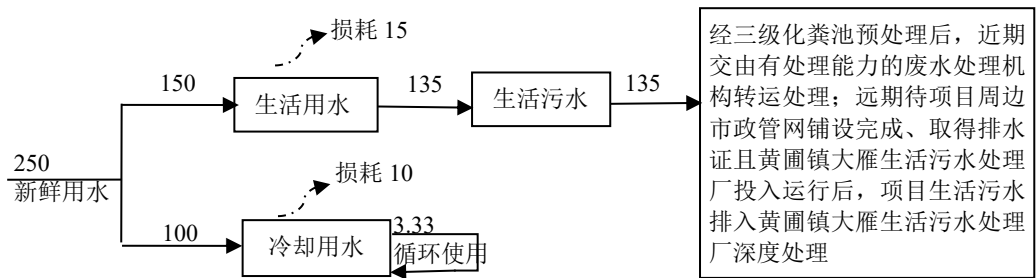 损耗 15
150
生活用水
135
生活污水
135
经三级化粪池预处理后，近期
交由有处理能力的废水处理机
构转运处理；远期待项目周边
市政管网铺设完成、取得排水
证且黄圃镇大雁生活污水处理
厂投入运行后，项目生活污水
排入黄圃镇大雁生活污水处理
厂深度处理
250
新鲜用水
损耗 10
100
冷却用水
3.33
循环使用